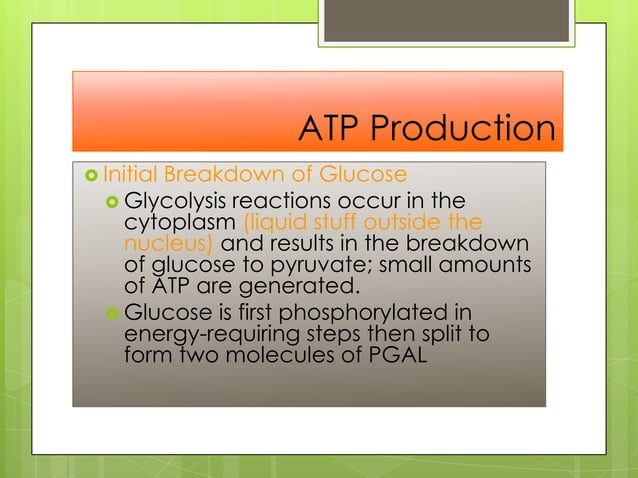 ATP Production
Initial Breakdown of Glucose
Glycolysis reactions occur in the
cytoplasm (liquid stuff outside the
nucleus) and results in the breakdown
of glucose to pyruvate; small amounts
of ATP are generated.
Glucose is first phosphorylated in
energy-requiring steps then split to
form two molecules of PGAL